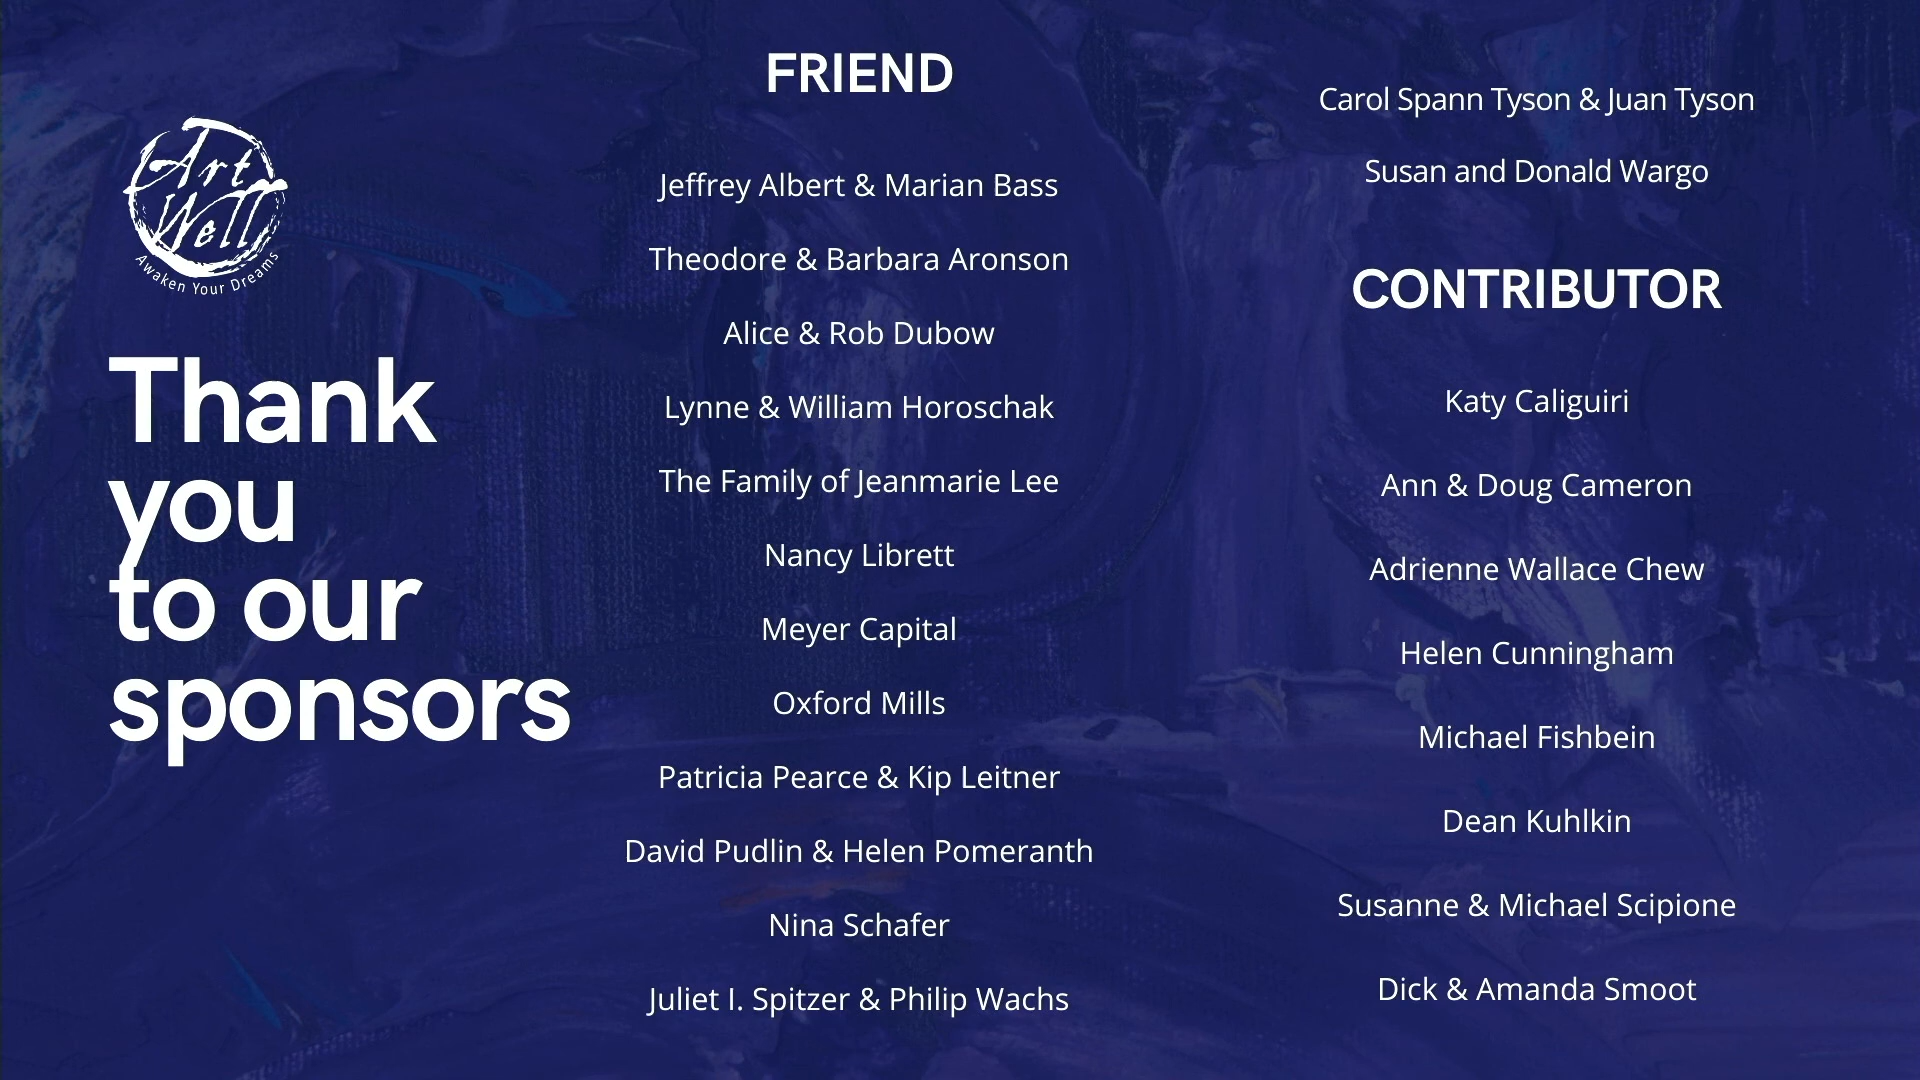 Art
Well
Awaken Your Dreams
Thank
you
to our
sponsors
FRIEND
Jeffrey Albert & Marian Bass
Theodore & Barbara Aronson
Alice & Rob Dubow
Lynne & William Horoschak
The Family of Jeanmarie Lee
Nancy Librett
Meyer Capital
Oxford Mills
Patricia Pearce & Kip Leitner
David Pudlin & Helen Pomeranth
Nina Schafer
Juliet I. Spitzer & Philip Wachs
Carol Spann Tyson & Juan Tyson
Susan and Donald Wargo
CONTRIBUTOR
Katy Caliguiri
Ann & Doug Cameron
Adrienne Wallace Chew
Helen Cunningham
Michael Fishbein
Dean Kuhlkin
Susanne & Michael Scipione
Dick & Amanda Smoot